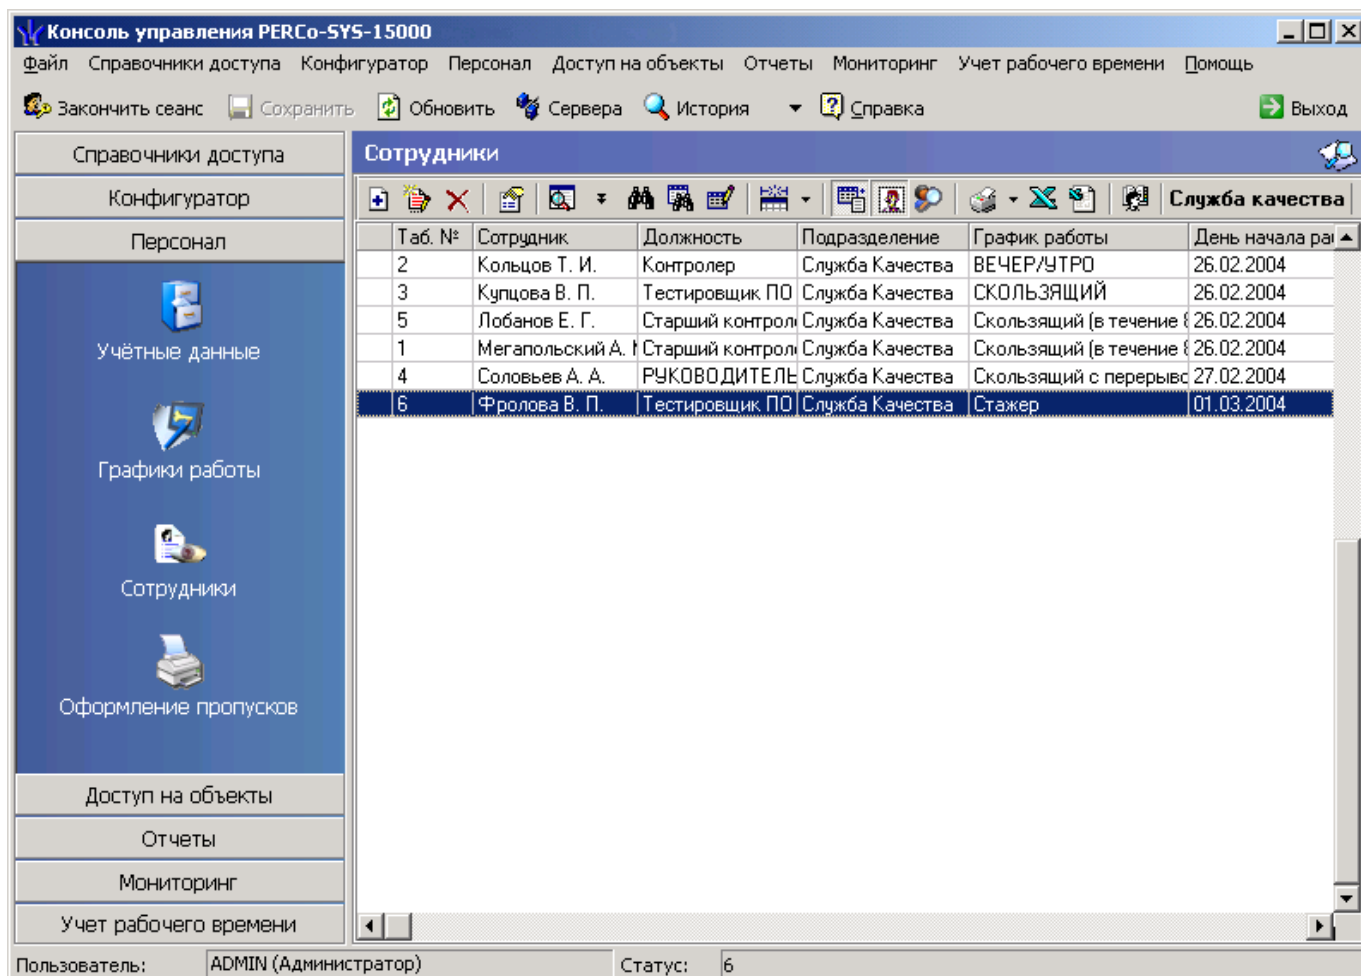 Консоль управления PERCo-SYS-15000
Файл Справочники доступа Конфигуратор Персонал Доступ на объекты Отчеты Мониторинг Учет рабочего времени Помощь
Закончить сеанс Сохранить Обновить Сервера История Справка Выход
Справочники доступа
Конфигуратор
Персонал
Учётные данные
Графики работы
Сотрудники
Оформление пропусков
Доступ на объекты
Отчеты
Мониторинг
Учет рабочего времени
Сотрудники
Служба качества
Таб. № Сотрудник Должность Подразделение График работы День начала ра
2 Кольцов Т. И. Контролер Служба Качества ВЕЧЕР/УТРО 26.02.2004
3 Купцова В. П. Тестировщик ПО Служба Качества СКОЛЬЗЯЩИЙ 26.02.2004
5 Лобанов Е. Г. Старший контрол Служба Качества Скользящий (в течение 26.02.2004
1 Мегапольский А. Старший контрол Служба Качества Скользящий (в течение 26.02.2004
4 Соловьев А. А. РУКОВОДИТЕЛЬ Служба Качества Скользящий с перерыво 27.02.2004
6 Фролова В. П. Тестировщик ПО Служба Качества Стажер 01.03.2004
Пользователь: ADMIN (Администратор) Статус: 6